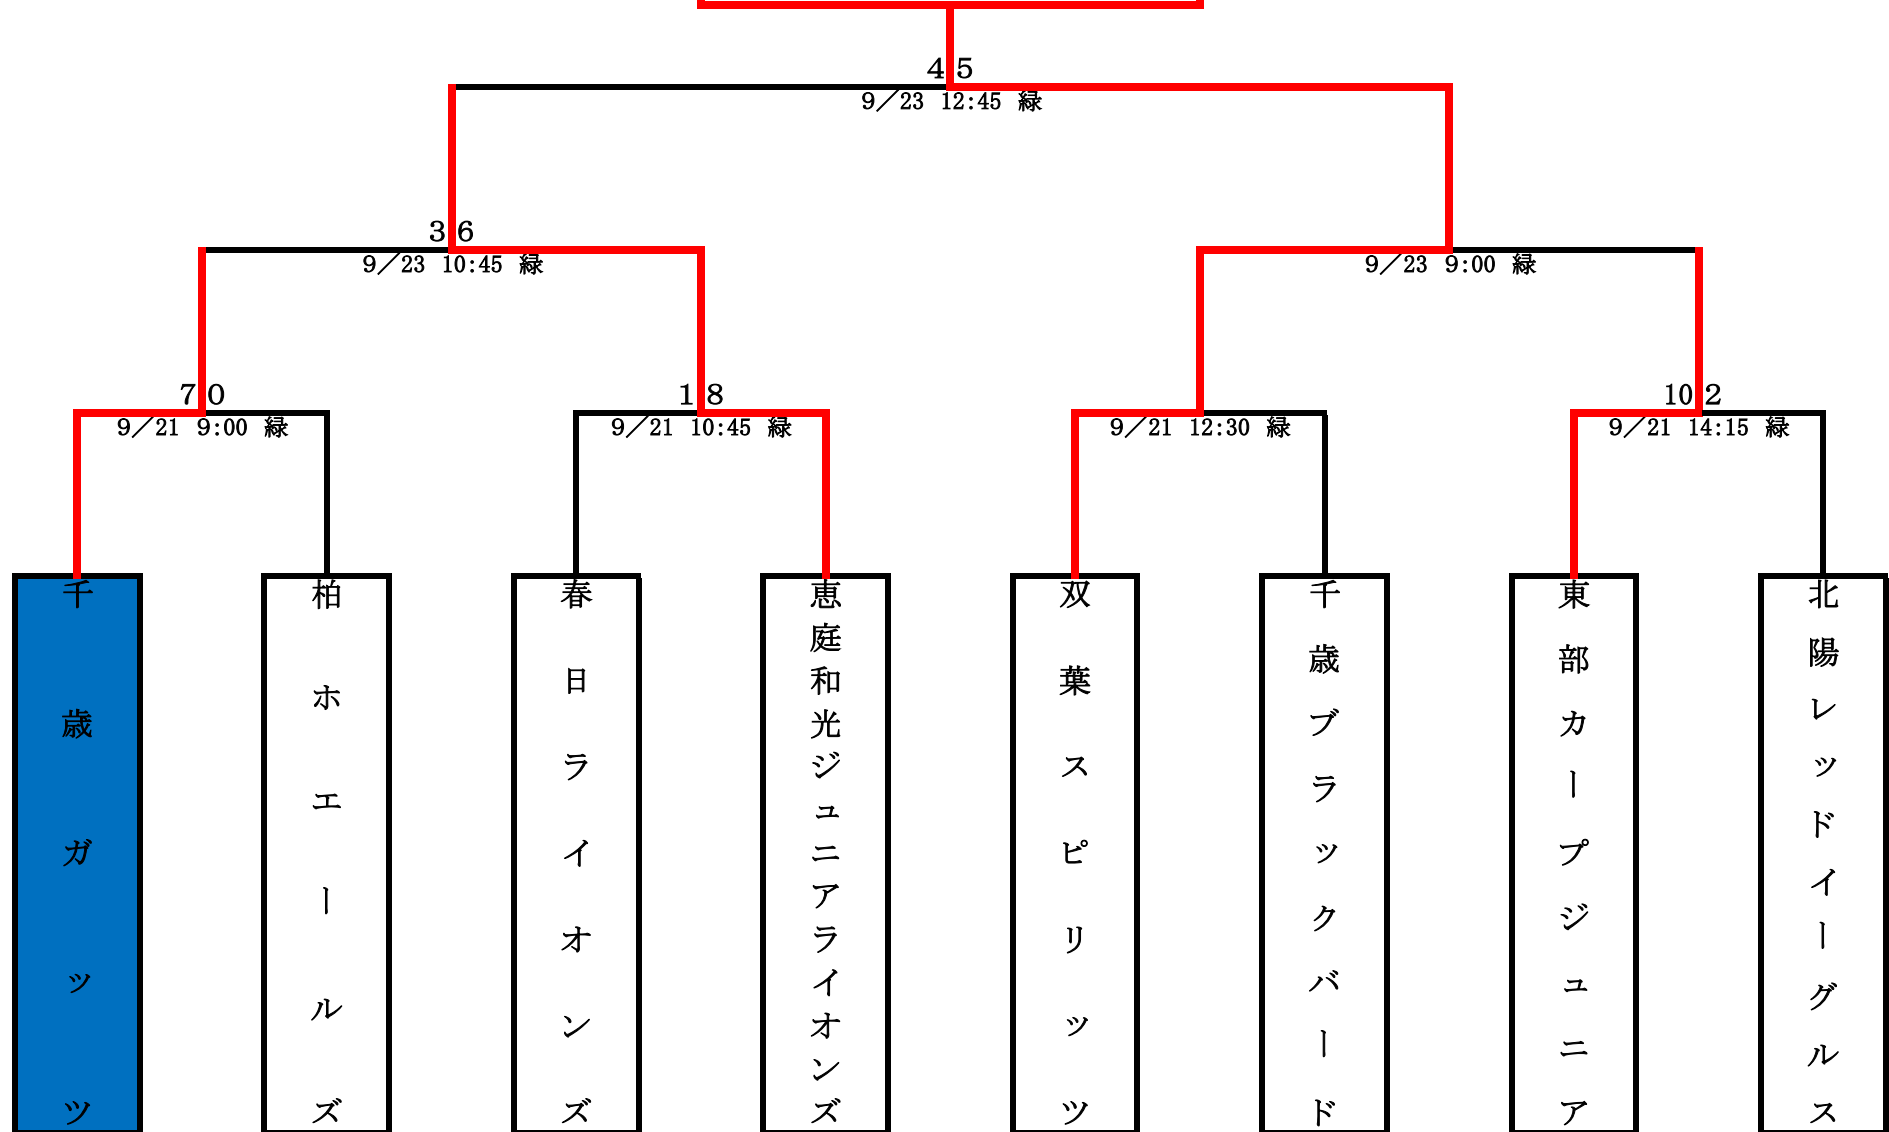 4 5
9／23 12:45 緑
3 6
9／23 10:45 緑
9／23 9:00 緑
7 0
9／21 9:00 緑
1 8
9／21 10:45 緑
9／21 12:30 緑
10 2
9／21 14:15 緑
千歳ガッツ
柏ホエールズ
春日ライオンズ
恵庭和光ジュニアライオンズ
双葉スピリッツ
千歳ブラックバード
東部カープジュニア
北陽レッドイーグルス